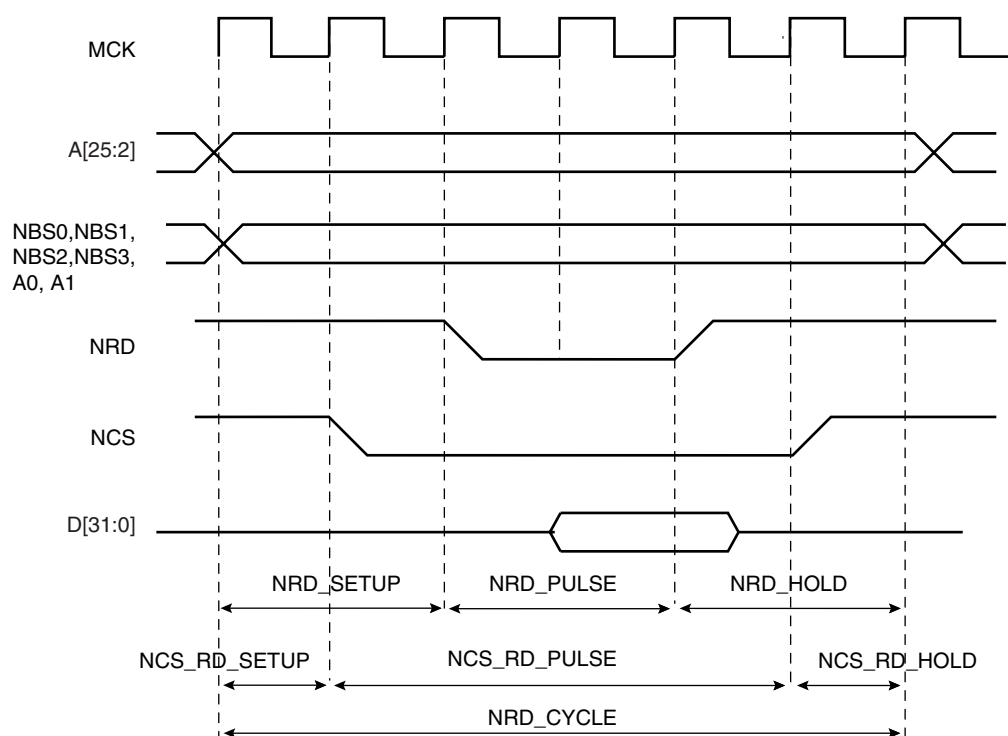 MCK
A[25:2]
NBS0,NBS1,
NBS2,NBS3,
A0, A1
NRD
NCS
D[31:0]
NRD_SETUP
NRD_PULSE
NRD_HOLD
NCS_RD_SETUP
NCS_RD_PULSE
NCS_RD_HOLD
NRD_CYCLE